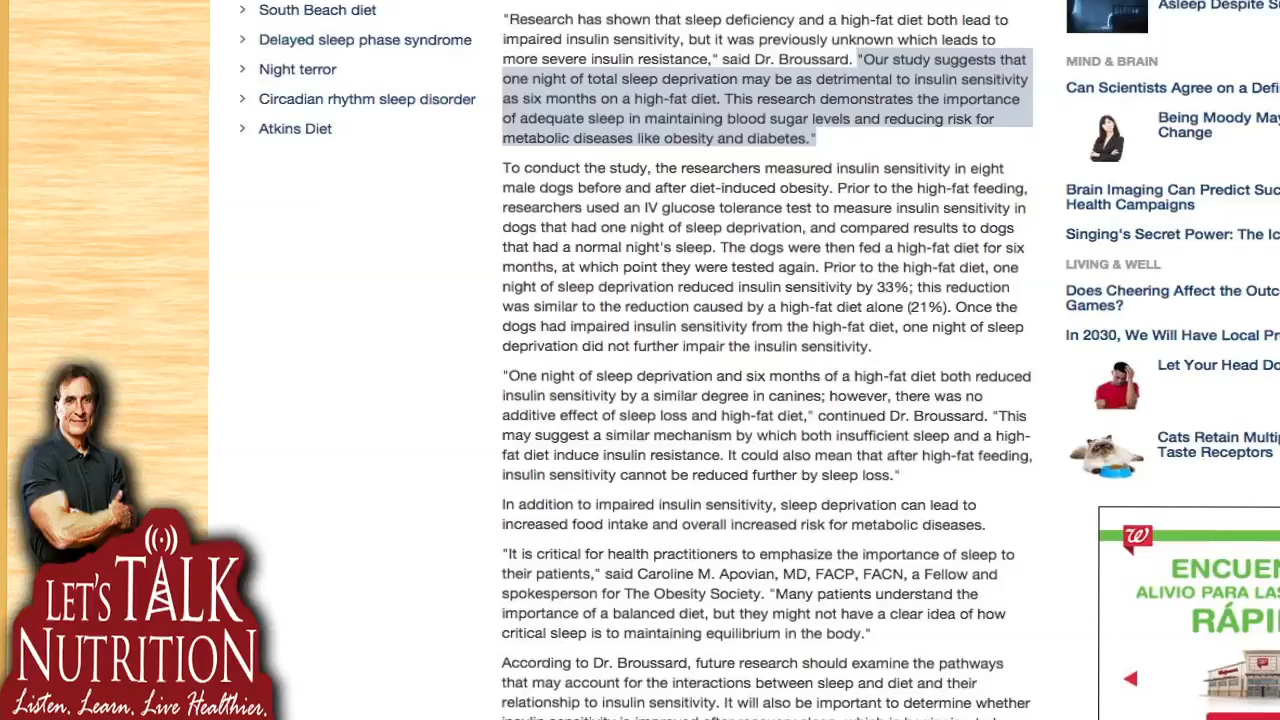 South Beach diet
Delayed sleep phase syndrome
Night terror
Circadian rhythm sleep disorder
Atkins Diet
"Research has shown that sleep deficiency and a high-fat diet both lead to
impaired insulin sensitivity, but it was previously unknown which leads to
more severe insulin resistance," said Dr. Broussard. "Our study suggests that
one night of total sleep deprivation may be as detrimental to insulin sensitivity
as six months on a high-fat diet. This research demonstrates the importance
of adequate sleep in maintaining blood sugar levels and reducing risk for
metabolic diseases like obesity and diabetes."
To conduct the study, the researchers measured insulin sensitivity in eight
male dogs before and after diet-induced obesity. Prior to the high-fat feeding,
researchers used an IV glucose tolerance test to measure insulin sensitivity in
dogs that had one night of sleep deprivation, and compared results to dogs
that had a normal night's sleep. The dogs were then fed a high-fat diet for six
months, at which point they were tested again. Prior to the high-fat diet, one
night of sleep deprivation reduced insulin sensitivity by 33%; this reduction
was similar to the reduction caused by a high-fat diet alone (21%). Once the
dogs had impaired insulin sensitivity from the high-fat diet, one night of sleep
deprivation did not further impair the insulin sensitivity.
"One night of sleep deprivation and six months of a high-fat diet both reduced
insulin sensitivity by a similar degree in canines; however, there was no
additive effect of sleep loss and high-fat diet," continued Dr. Broussard. "This
may suggest a similar mechanism by which both insufficient sleep and a high-
fat diet induce insulin resistance. It could also mean that after high-fat feeding,
insulin sensitivity cannot be reduced further by sleep loss."
In addition to impaired insulin sensitivity, sleep deprivation can lead to
increased food intake and overall increased risk for metabolic diseases.
"It is critical for health practitioners to emphasize the importance of sleep to
their patients," said Caroline M. Apovian, MD, FACP, FACN, a Fellow and
spokesperson for The Obesity Society. "Many patients understand the
importance of a balanced diet, but they might not have a clear idea of how
critical sleep is to maintaining equilibrium in the body."
According to Dr. Broussard, future research should examine the pathways
that may account for the interactions between sleep and diet and their
relationship to insulin sensitivity. It will also be important to determine whether
Asleep Despite
MIND & BRAIN
Can Scientists Agree on a
Being Moody May
Change
Brain Imaging Can Predict
Health Campaigns
Singing's Secret Power: The
LIVING & WELL
Does Cheering Affect the
Games?
In 2030, We Will Have Local
Let Your Head
Cats Retain
Taste Receptors
ALIVIO PARA
LET'S TALK
NUTRITION
Listen. Learn. Live Healthier.